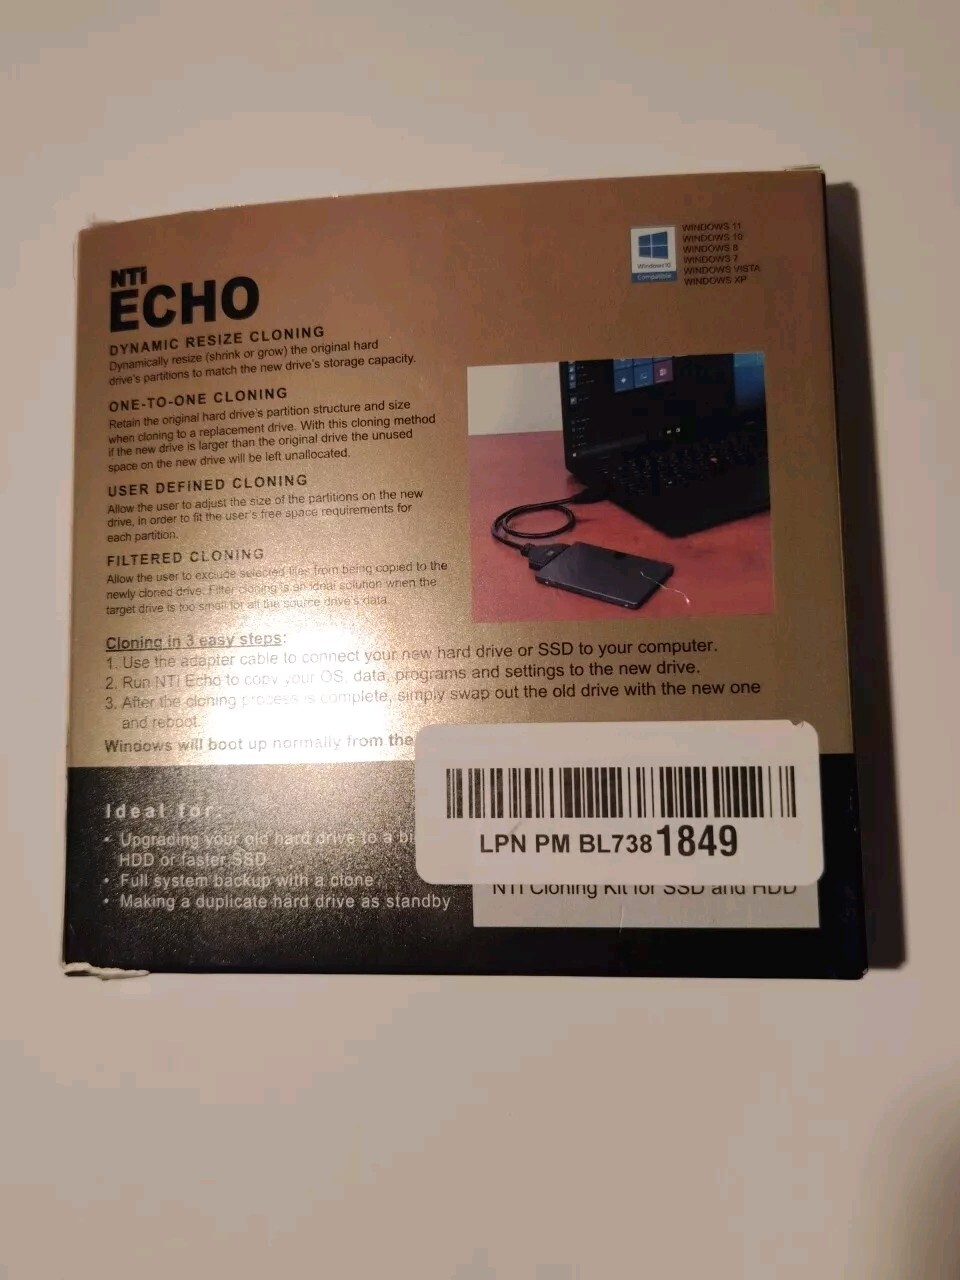 NTI
ECHO
DYNAMIC RESIZE CLONING
Dynamically resize (shrink or grow) the original hard
drive's partitions to match the new drive's storage capacity.
ONE-TO-ONE CLONING
Retain the original hard drive's partition structure and size
when cloning to a replacement drive. With this cloning method
if the new drive is larger than the original drive the unused
space on the new drive will be left unallocated.
USER DEFINED CLONING
Allow the user to adjust the size of the partitions on the new
drive, in order to fit the user's free space requirements for
each partition.
FILTERED CLONING
Allow the user to exclude selected files from being copied to the
newly cloned drive. Filter cloning is an ideal solution when the
target drive is too small for all the source drive's data.
Windows10
Compatible
WINDOWS 11
WINDOWS 10
WINDOWS 8
WINDOWS 7
WINDOWS VISTA
WINDOWS XP
Cloning in 3 easy steps:
1. Use the adapter cable to connect your new hard drive or SSD to your computer.
2. Run NTI Echo to copy your OS, data, programs and settings to the new drive.
3. After the cloning process is complete, simply swap out the old drive with the new one
and reboot.
Windows will boot up normally from the
Ideal for:
• Upgrading your old hard drive to a bi
HDD or faster SSD
• Full system backup with a clone
• Making a duplicate hard drive as standby
LPN PM BL7381849
NTI Cloning Kit for SSD and HDD